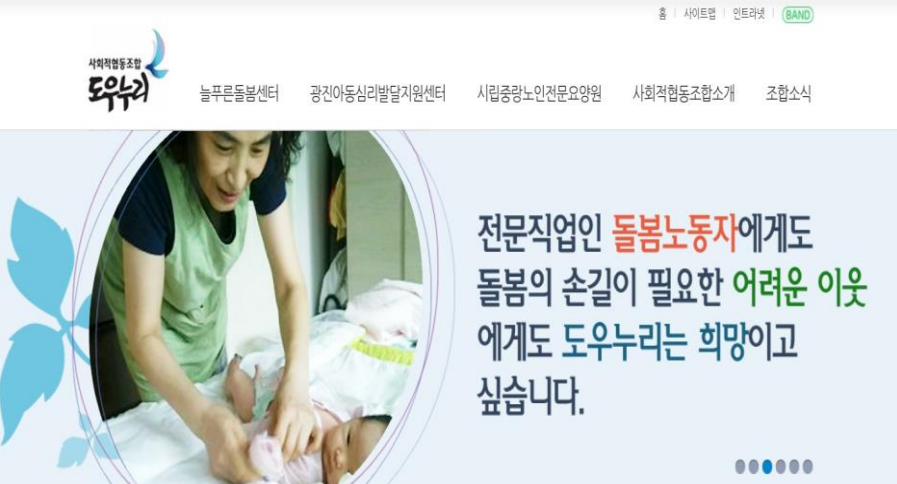 홈 | 사이트맵 | 인트라넷 | BAND
사회적협동조합
도우누리
늘푸른돌봄센터 광진아동심리발달지원센터 시립중랑노인전문요양원 사회적협동조합소개 조합소식
전문직업인 돌봄노동자에게도
돌봄의 손길이 필요한 어려운 이웃
에게도 도우누리는 희망이고
싶습니다.